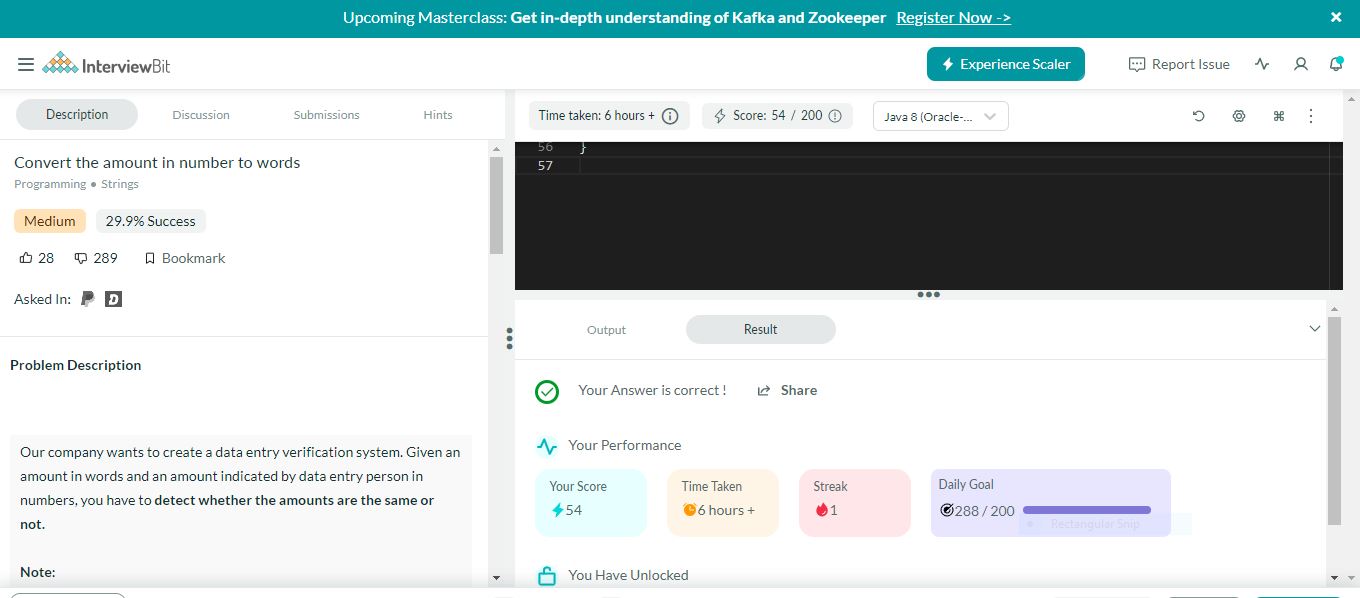 Upcoming Masterclass: Get in-depth understanding of Kafka and Zookeeper Register Now ->
InterviewBit
Experience Scaler
Report Issue
Description
Discussion
Submissions
Hints
Time taken: 6 hours +
Score: 54 / 200
Java 8 (Oracle-...
Convert the amount in number to words
Programming • Strings
Medium
29.9% Success
28
289
Bookmark
Asked In:
Problem Description
Our company wants to create a data entry verification system. Given an
amount in words and an amount indicated by data entry person in
numbers, you have to detect whether the amounts are the same or
not.
Note:
56 }
57
Output
Result
Your Answer is correct !
Share
Your Performance
Your Score
54
Time Taken
6 hours +
Streak
1
Daily Goal
288 / 200
Rectangular Snip
You Have Unlocked